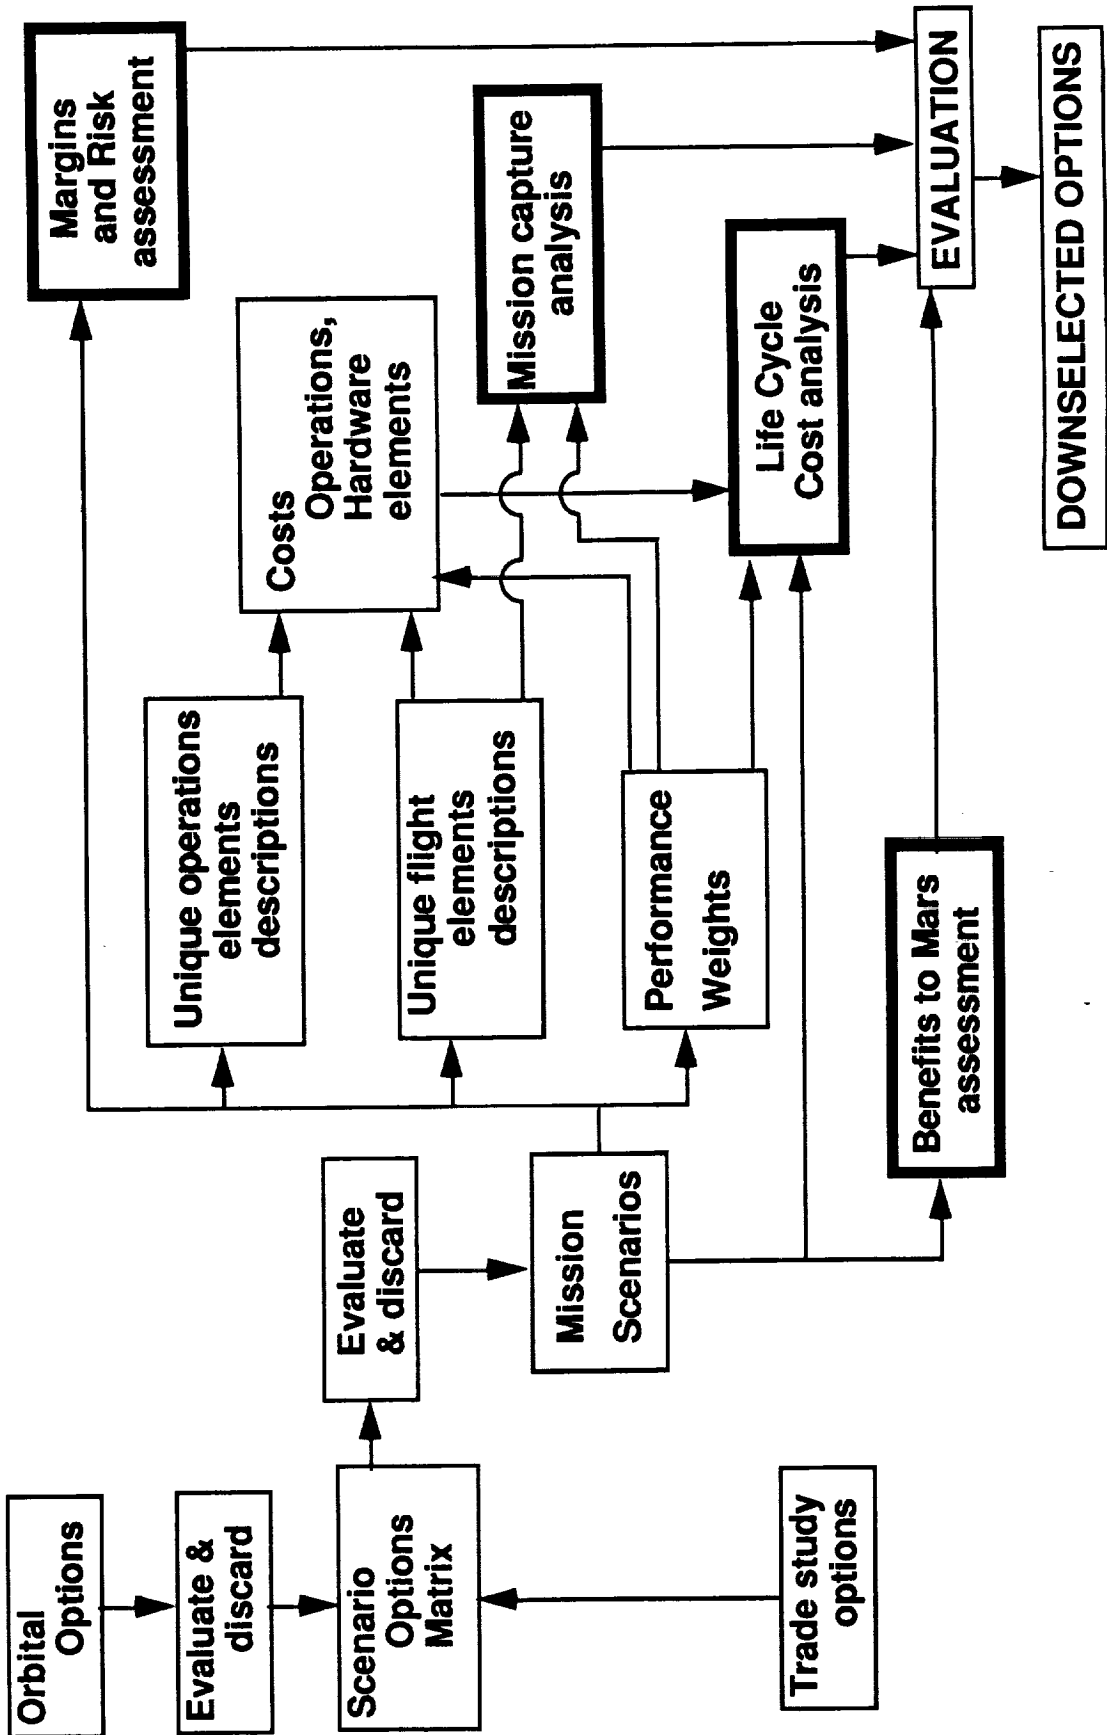 Orbital
Options
Evaluate &
discard
Scenario
Options
Matrix
Trade study
options
Evaluate
& discard
Mission
Scenarios
Unique operations
elements
descriptions
Unique flight
elements
descriptions
Performance
Weights
Benefits to Mars
assessment
Costs
Operations,
Hardware
elements
Margins
and Risk
assessment
Mission capture
analysis
Life Cycle
Cost analysis
EVALUATION
DOWNSELECTED OPTIONS